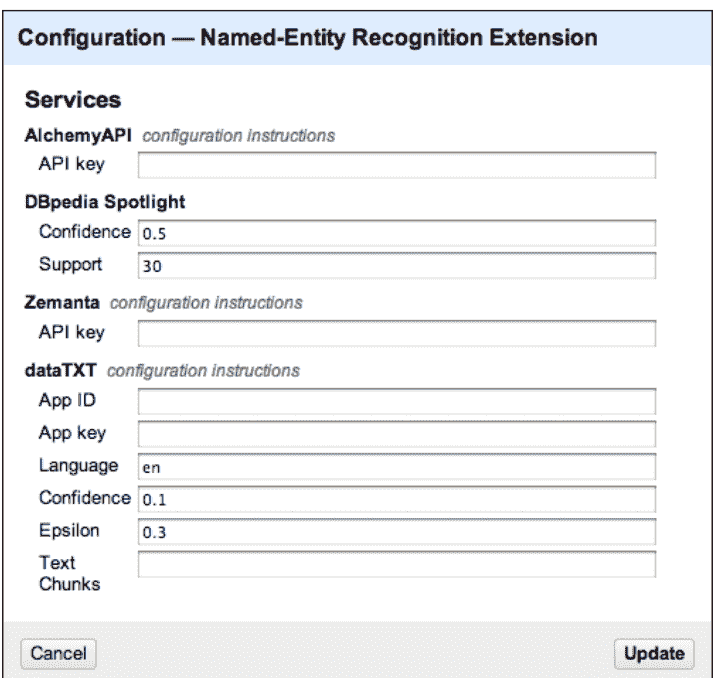 Configuration — Named-Entity Recognition Extension
Services
AlchemyAPI configuration instructions
API key
DBpedia Spotlight
Confidence 0.5
Support 30
Zemanta configuration instructions
API key
dataTXT configuration instructions
App ID
App key
Language en
Confidence 0.1
Epsilon 0.3
Text
Chunks
Cancel Update